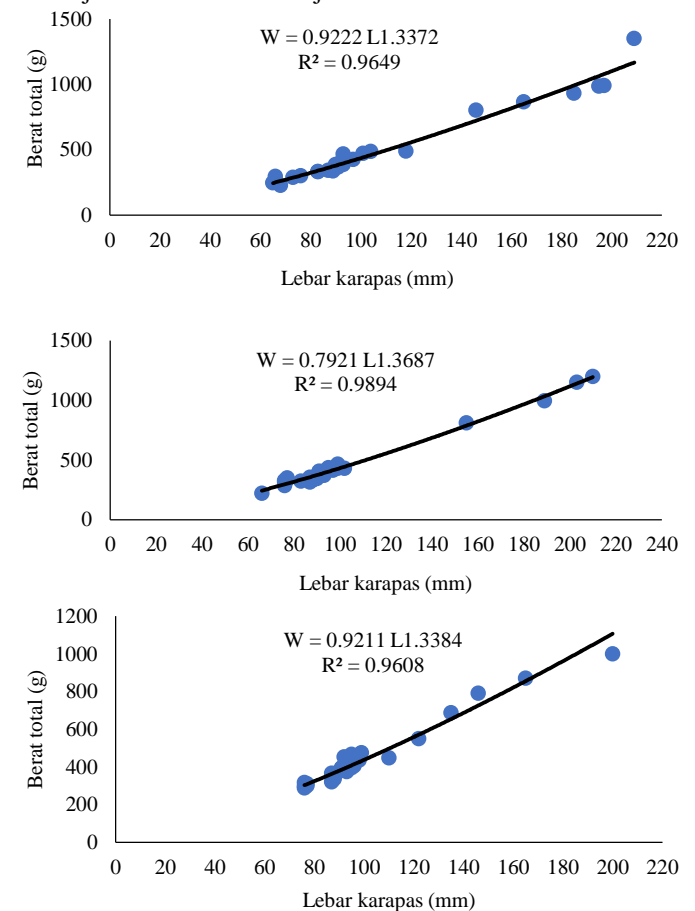 1500
W = 0.9222 L1.3372
R² = 0.9649
1000
500
0
Berat total (g)
0 20 40 60 80 100 120 140 160 180 200 220
Lebar karapas (mm)
1500
W = 0.7921 L1.3687
R² = 0.9894
1000
500
0
Berat total (g)
0 20 40 60 80 100 120 140 160 180 200 220 240
Lebar karapas (mm)
1200
W = 0.9211 L1.3384
R² = 0.9608
1000
800
600
400
200
0
Berat total (g)
0 20 40 60 80 100 120 140 160 180 200 220
Lebar karapas (mm)